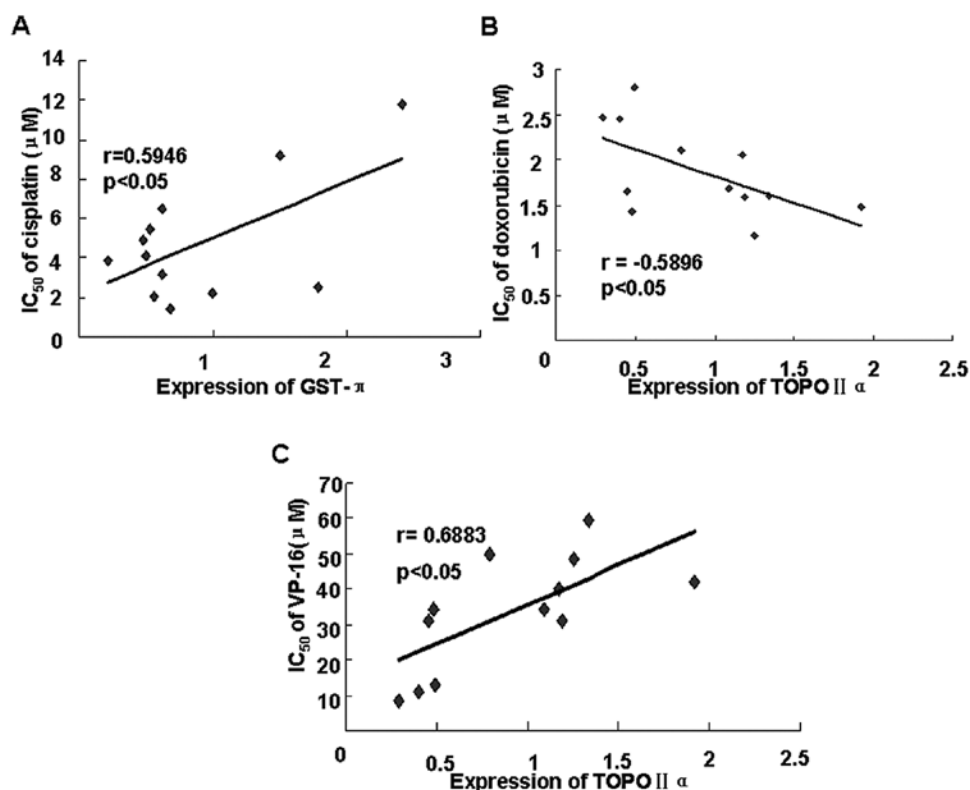 A
IC50 of cisplatin (μM)
14
12
10
8
6
4
2
0
r=0.5946
p<0.05
1
2
3
Expression of GST-π
B
IC50 of doxorubicin (μM)
3
2.5
2
1.5
1
0.5
0
r = -0.5896
p<0.05
0.5
1
1.5
2
2.5
Expression of TOPOⅡ α
C
IC50 of VP-16(μM)
70
60
50
40
30
20
10
0
r= 0.6883
p<0.05
0.5
1
1.5
2
2.5
Expression of TOPOⅡ α